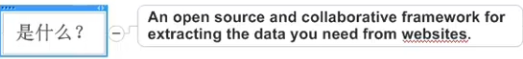 是什么？
An open source and collaborative framework for
extracting the data you need from websites.